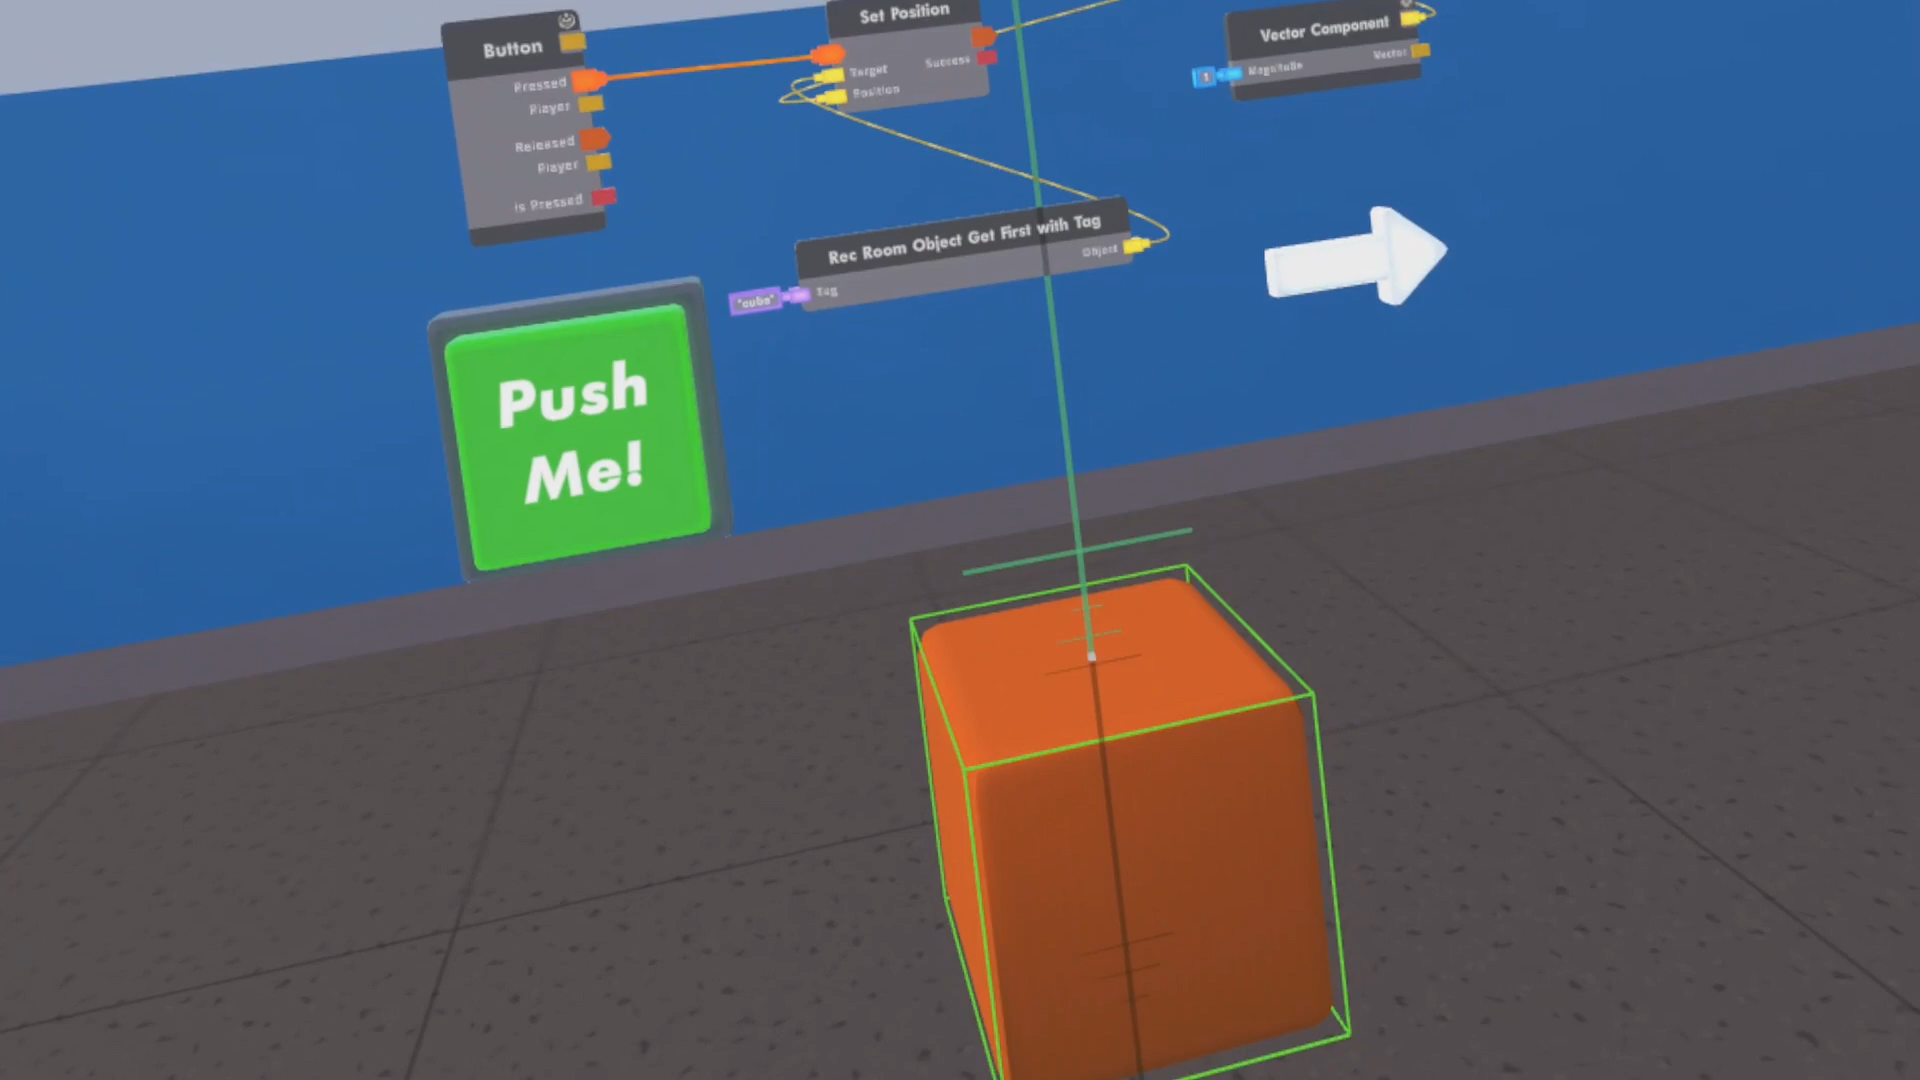 Button
Pressed
Player
Released
Player
Is Pressed
Set Position
Target
Success
Position
Vector Component
Magnitude
Vector
1
Rec Room Object Get First with Tag
Object
"cube"
Tag
Push
Me!